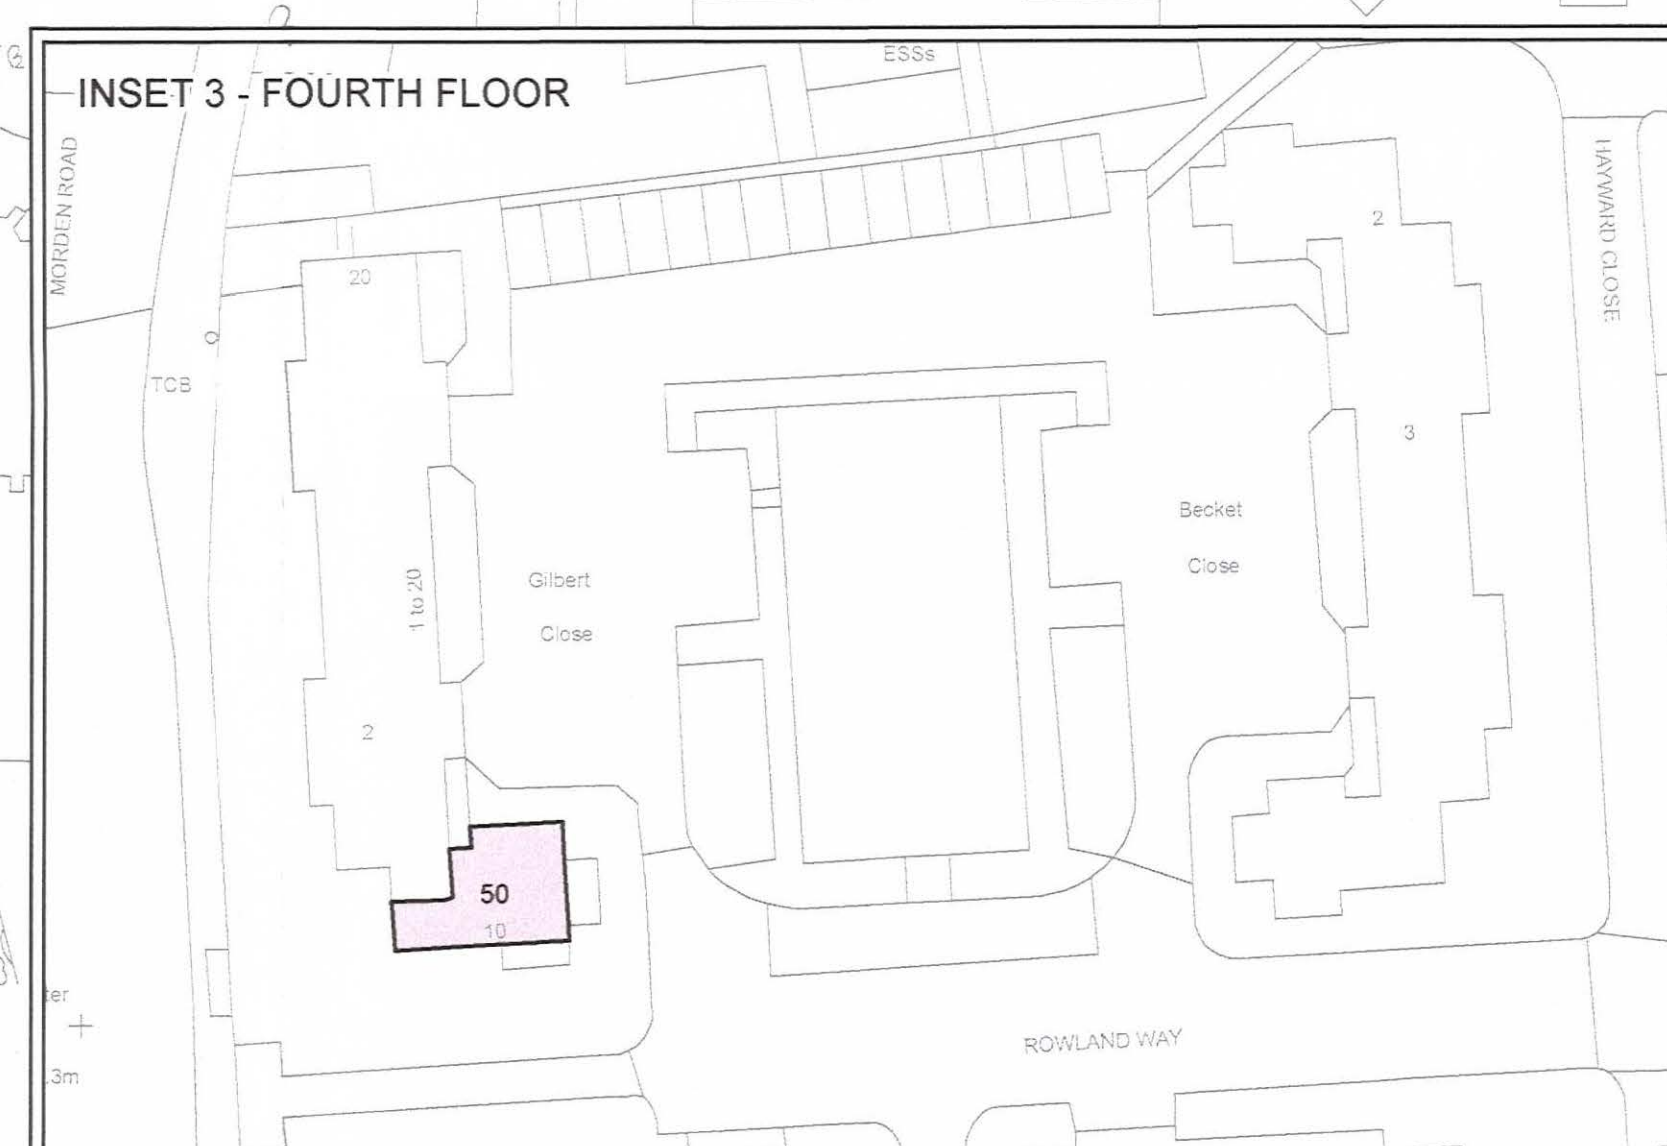 INSET 3 - FOURTH FLOOR
ESSs
MORDEN ROAD
HAYWARD CLOSE
20
2
TCB
3
Becket
Close
Gilbert
Close
1 to 20
2
50
10
ter
.3m
ROWLAND WAY